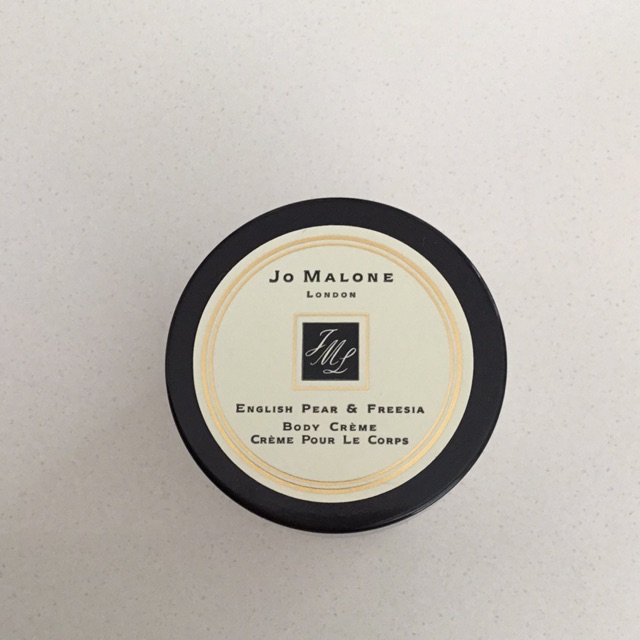 Jo Malone
London
JML
English Pear & Freesia
Body Crème
Crème Pour Le Corps